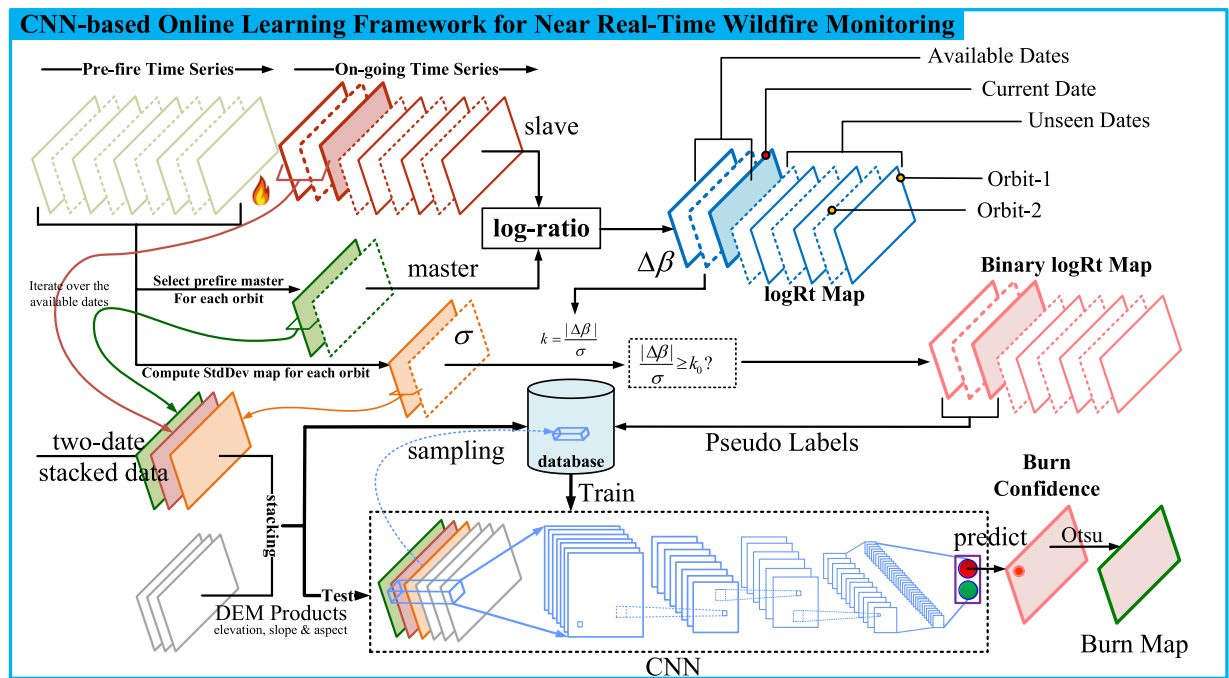 CNN-based Online Learning Framework for Near Real-Time Wildfire Monitoring
Pre-fire Time Series
On-going Time Series
Available Dates
Current Date
Unseen Dates
Orbit-1
Orbit-2
slave
log-ratio
master
Δβ
logRt Map
Binary logRt Map
Iterate over the
available dates
Select prefire master
For each orbit
σ
k = |Δβ| / σ
|Δβ| / σ ≥ k₀ ?
Compute StdDev map for each orbit
two-date
stacked data
stacking
sampling
database
Pseudo Labels
Train
Burn
Confidence
predict
Otsu
Test
DEM Products
elevation, slope & aspect
CNN
Burn Map